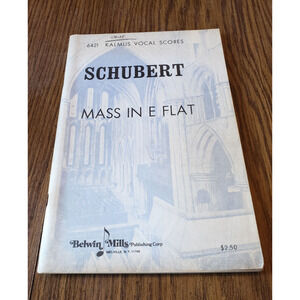 6421 KALMUS VOCAL SCORES
SCHUBERT
MASS IN E FLAT
Belwin Mills Publishing Corp.
MELVILLE, N.Y. 11746
$2.50